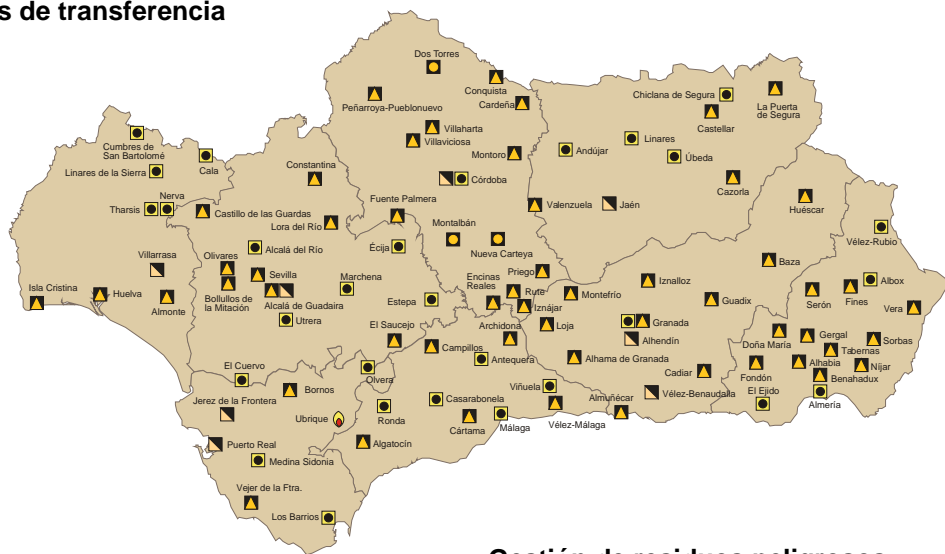 s de transferencia
Dos Torres
Conquista
Peñarroya-Pueblonuevo
Cardeña
Chiclana de Segura
La Puerta
de Segura
Castellar
Villaharta
Villaviciosa
Linares
Cumbres de
San Bartolomé
Cala
Linares de la Sierra
Constantina
Montoro
Andújar
Úbeda
Córdoba
Cazorla
Nerva
Tharsis
Castillo de las Guardas
Lora del Río
Fuente Palmera
Valenzuela
Jaén
Huéscar
Montalbán
Nueva Carteya
Vélez-Rubio
Alcalá del Río
Écija
Villarrasa
Olivares
Sevilla
Marchena
Encinas
Reales
Priego
Baza
Isla Cristina
Huelva
Almonte
Bollullos de
la Mitación
Alcalá de Guadaira
Estepa
Rute
Iznájar
Montefrío
Iznalloz
Guadix
Serón
Fines
Albox
Vera
Utrera
El Saucejo
Archidona
Loja
Granada
Alhendín
Doña María
Gergal
Sorbas
Tabernas
Campillos
Antequera
Alhama de Granada
Cadiar
Fondón
Alhabia
Níjar
Benahadux
El Cuervo
Bornos
Olvera
Viñuela
Almuñécar
Vélez-Benaudalla
El Ejido
Almería
Jerez de la Frontera
Ubrique
Ronda
Casarabonela
Cártama
Málaga
Vélez-Málaga
Puerto Real
Algatocín
Medina Sidonia
Vejer de la Ftra.
Los Barrios
Gestión de residuos peligrosos